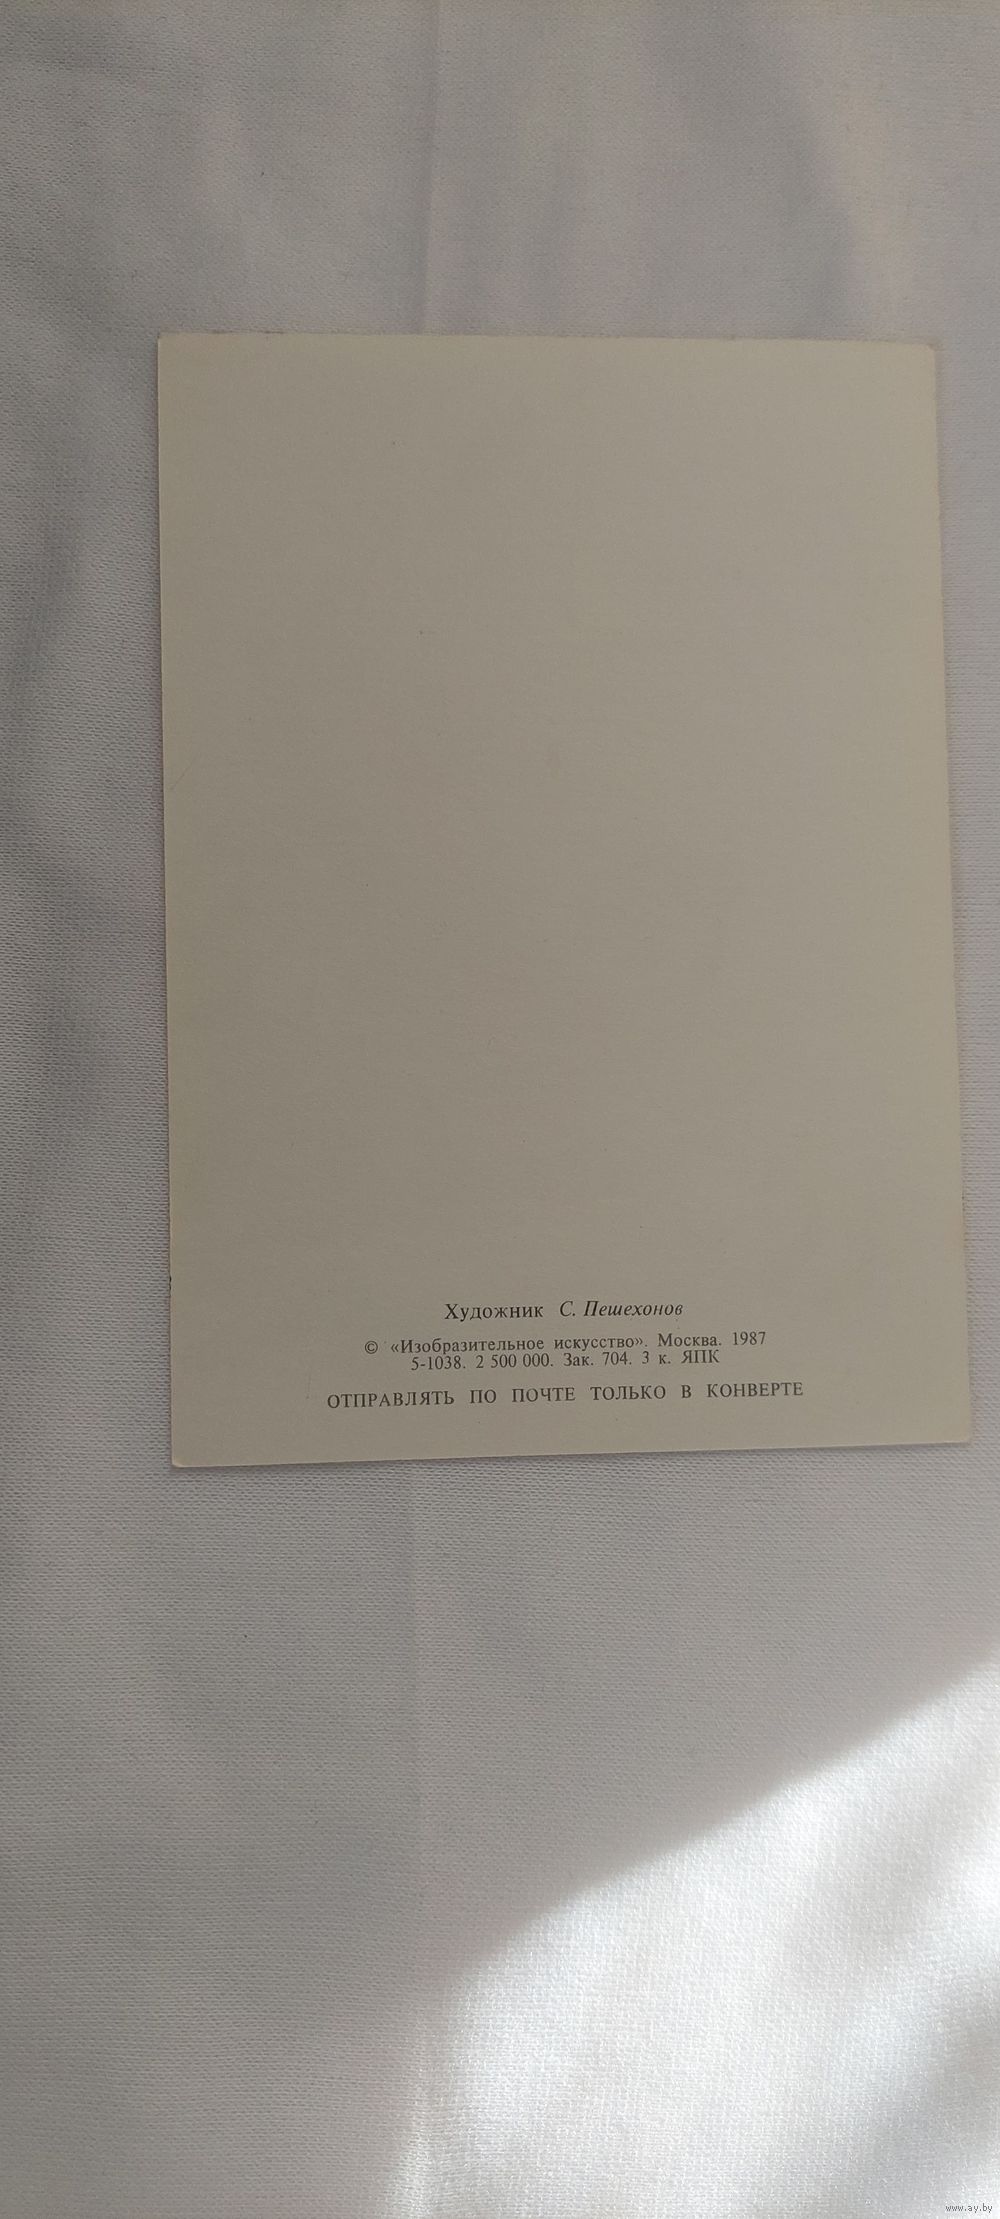 Художник С. Пешехонов
© «Изобразительное искусство». Москва. 1987
5-1038. 2 500 000. Зак. 704. 3 к. ЯПК
ОТПРАВЛЯТЬ ПО ПОЧТЕ ТОЛЬКО В КОНВЕРТЕ
www.ay.by